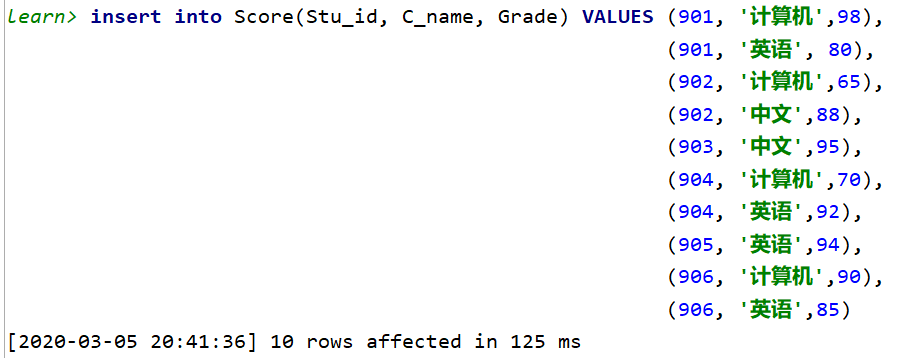 learn> insert into Score(Stu_id, C_name, Grade) VALUES (901, '计算机',98),
(901, '英语', 80),
(902, '计算机',65),
(902, '中文',88),
(903, '中文',95),
(904, '计算机',70),
(904, '英语',92),
(905, '英语',94),
(906, '计算机',90),
(906, '英语',85)
[2020-03-05 20:41:36] 10 rows affected in 125 ms